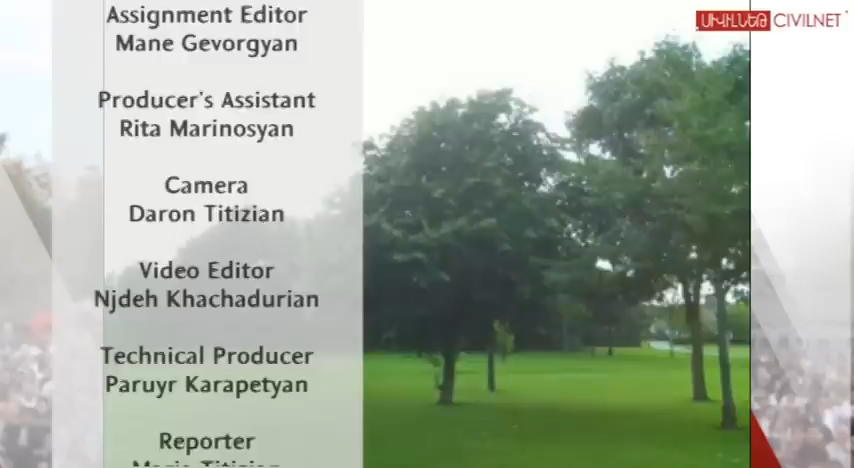 ՍԻՎԻԼՆԵԹ CIVILNET
Assignment Editor
Mane Gevorgyan
Producer's Assistant
Rita Marinosyan
Camera
Daron Titizian
Video Editor
Njdeh Khachadurian
Technical Producer
Paruyr Karapetyan
Reporter